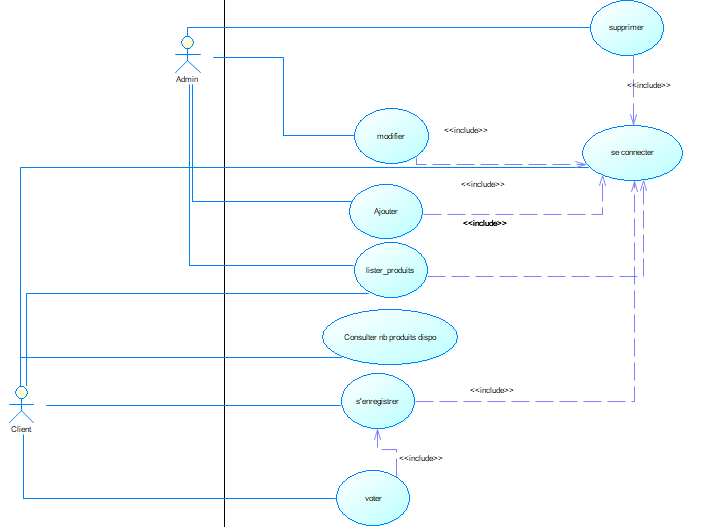 supprimer
Admin
<<include>>
modifier
<<include>>
se connecter
<<include>>
Ajouter
<<include>>
lister_produits
Consulter nb produits dispo
<<include>>
s'enregistrer
Client
<<include>>
voter